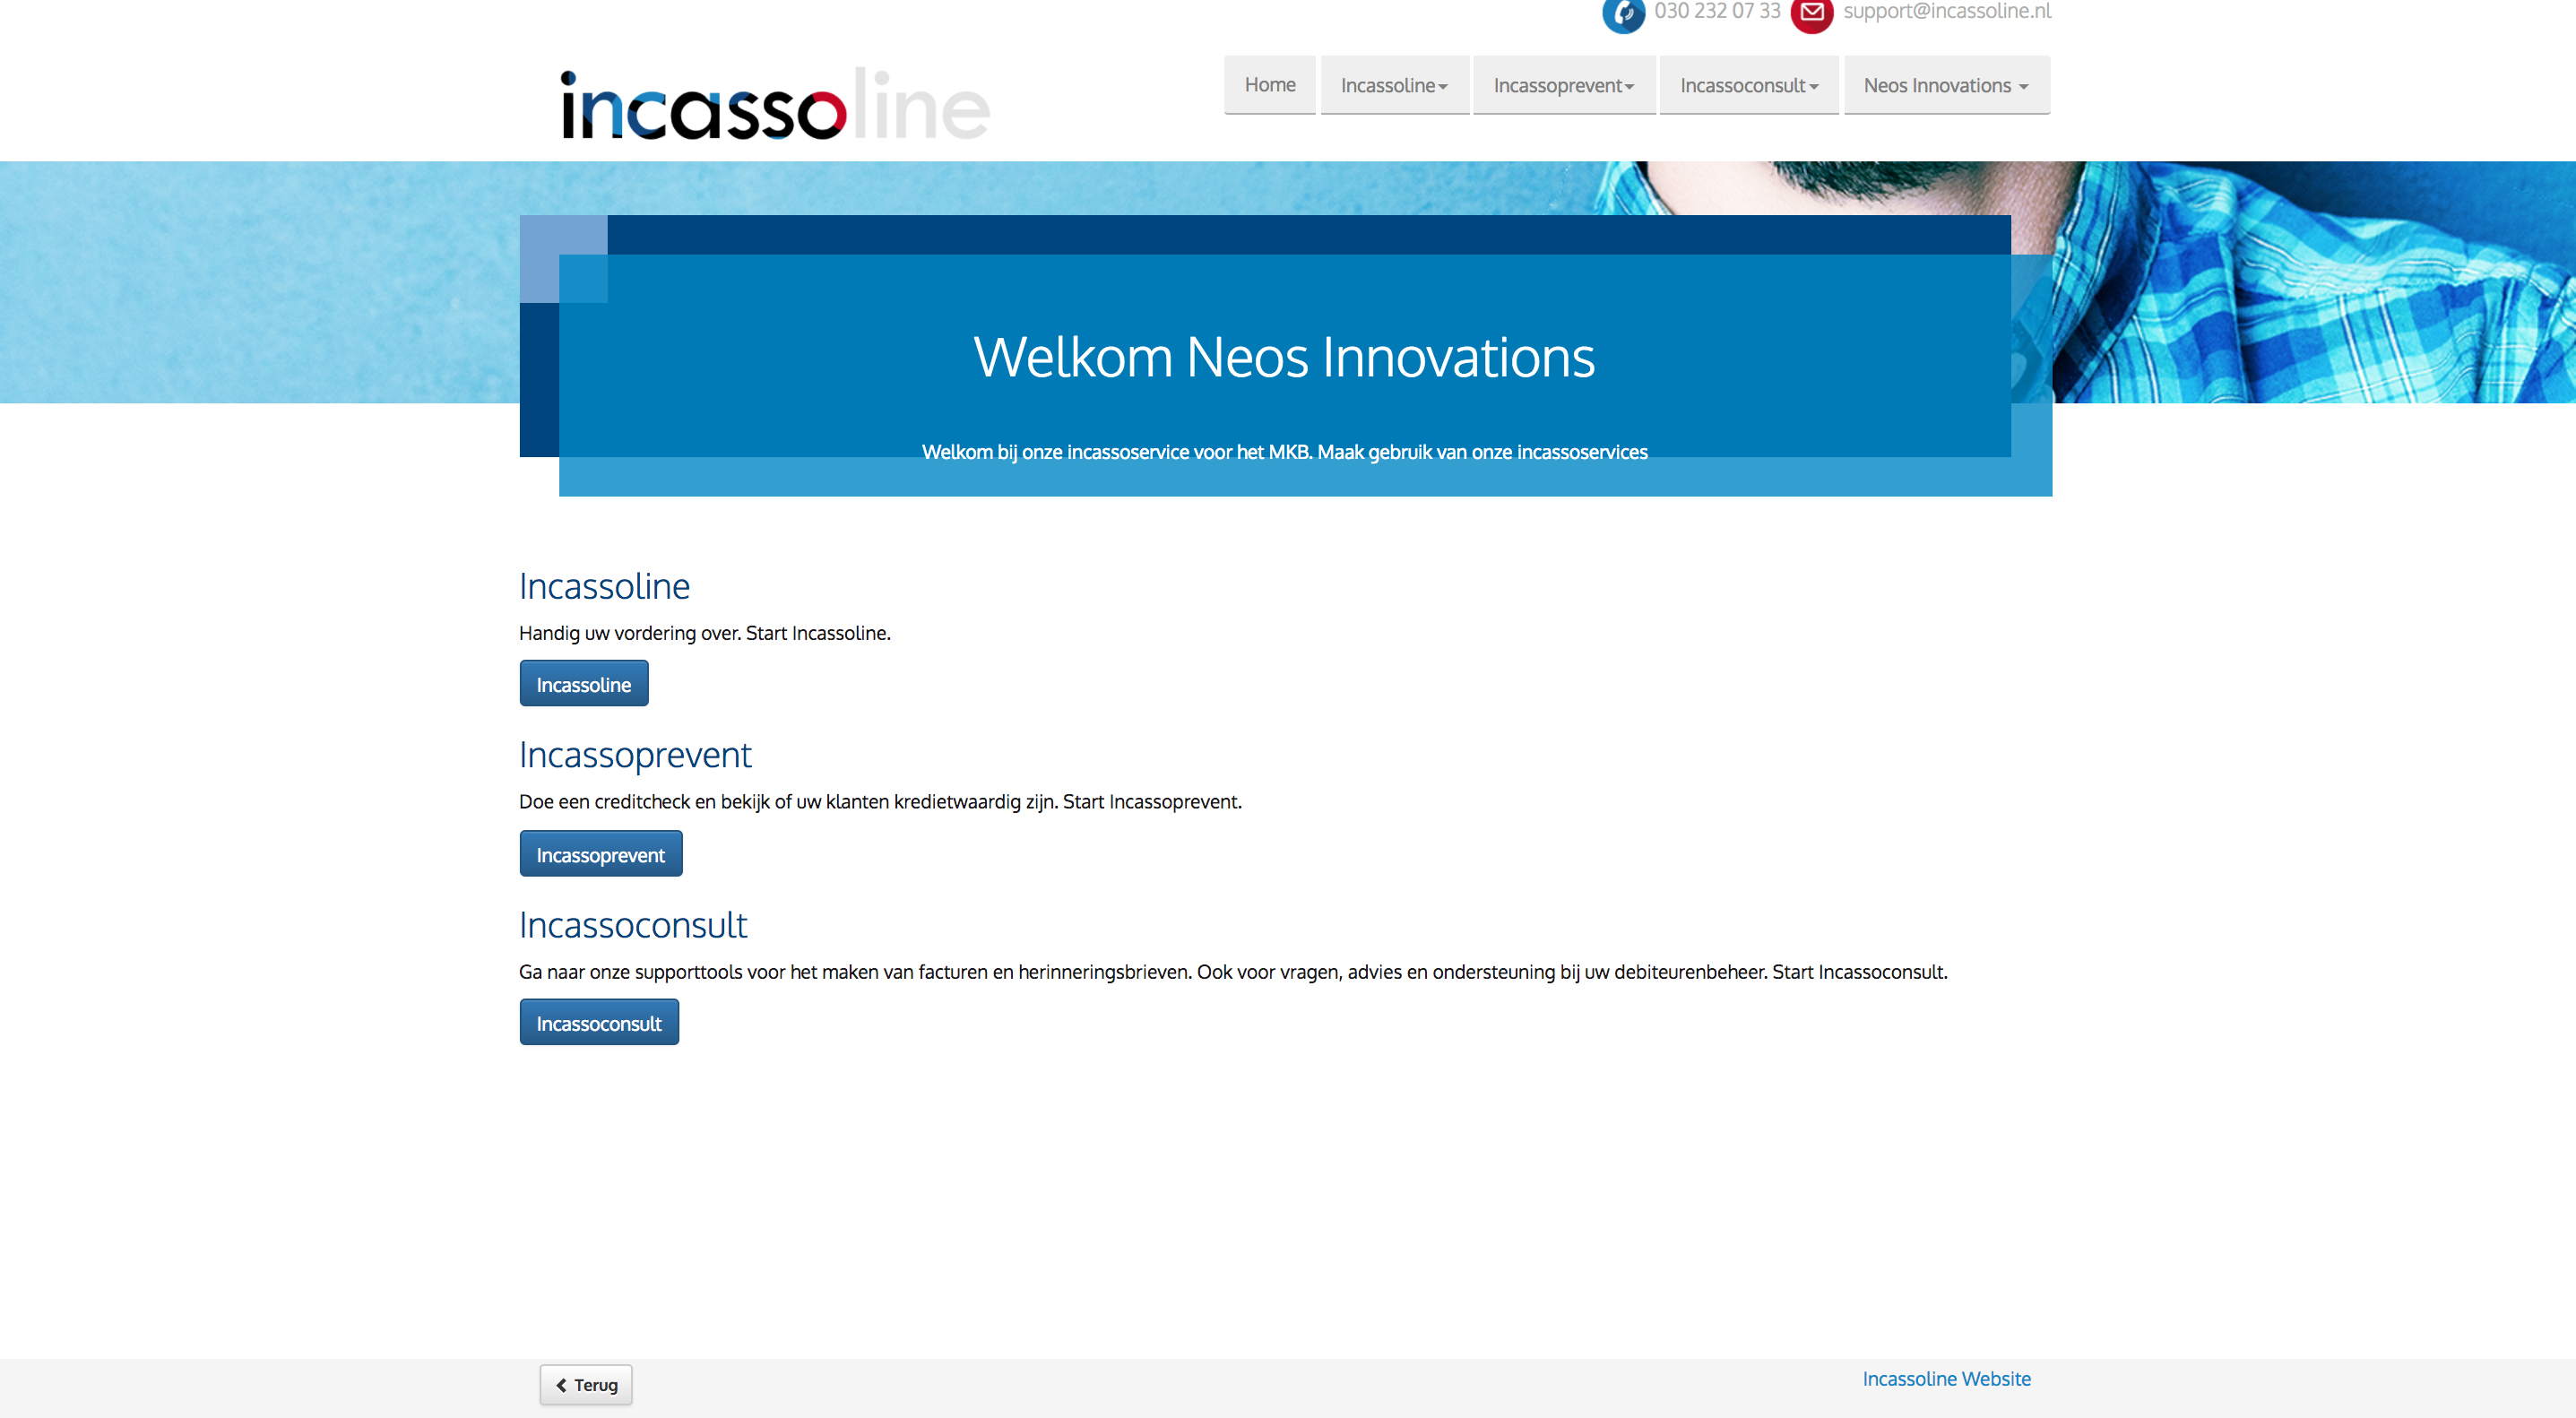 030 232 07 33 support@incassoline.nl
incassoline
Home Incassoline Incassoprevent Incassoconsult Neos Innovations
Welkom Neos Innovations
Welkom bij onze incassoservice voor het MKB. Maak gebruik van onze incassoservices
Incassoline
Handig uw vordering over. Start Incassoline.
Incassoline
Incassoprevent
Doe een creditcheck en bekijk of uw klanten kredietwaardig zijn. Start Incassoprevent.
Incassoprevent
Incassoconsult
Ga naar onze supporttools voor het maken van facturen en herinneringsbrieven. Ook voor vragen, advies en ondersteuning bij uw debiteurenbeheer. Start Incassoconsult.
Incassoconsult
Terug
Incassoline Website